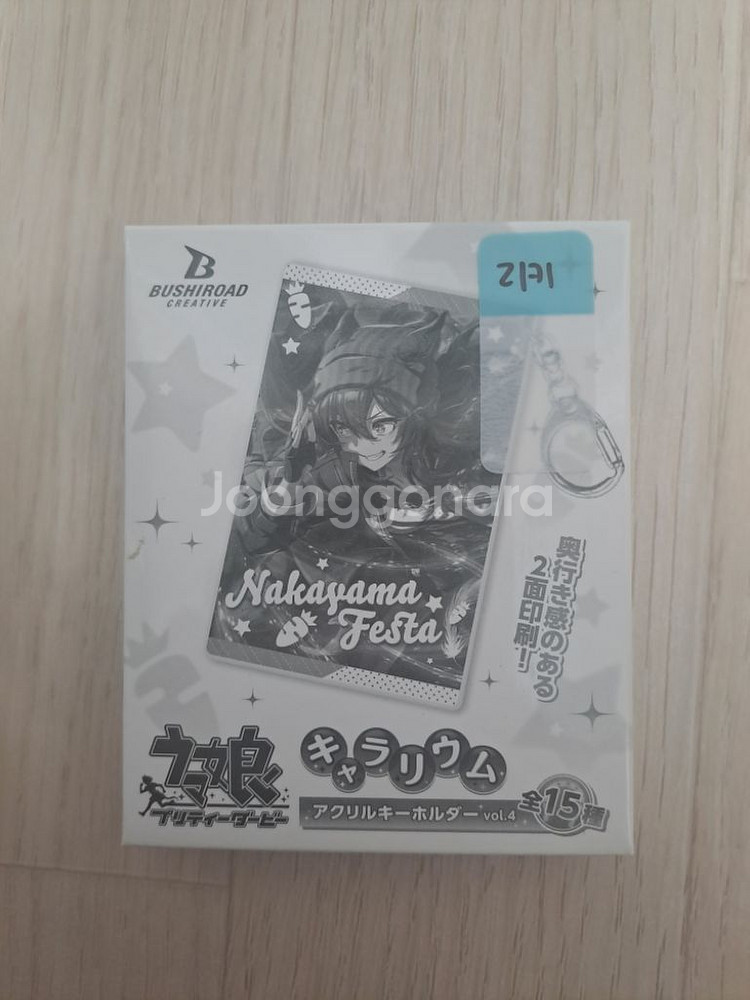 BUSHIROAD
CREATIVE
리키
Joonggonara
Nakayama
Festa
奥行き感のある
2面印刷!
ウマ娘
プリティーダービー
キャラリウム
アクリルキーホルダー vol.4
全15種